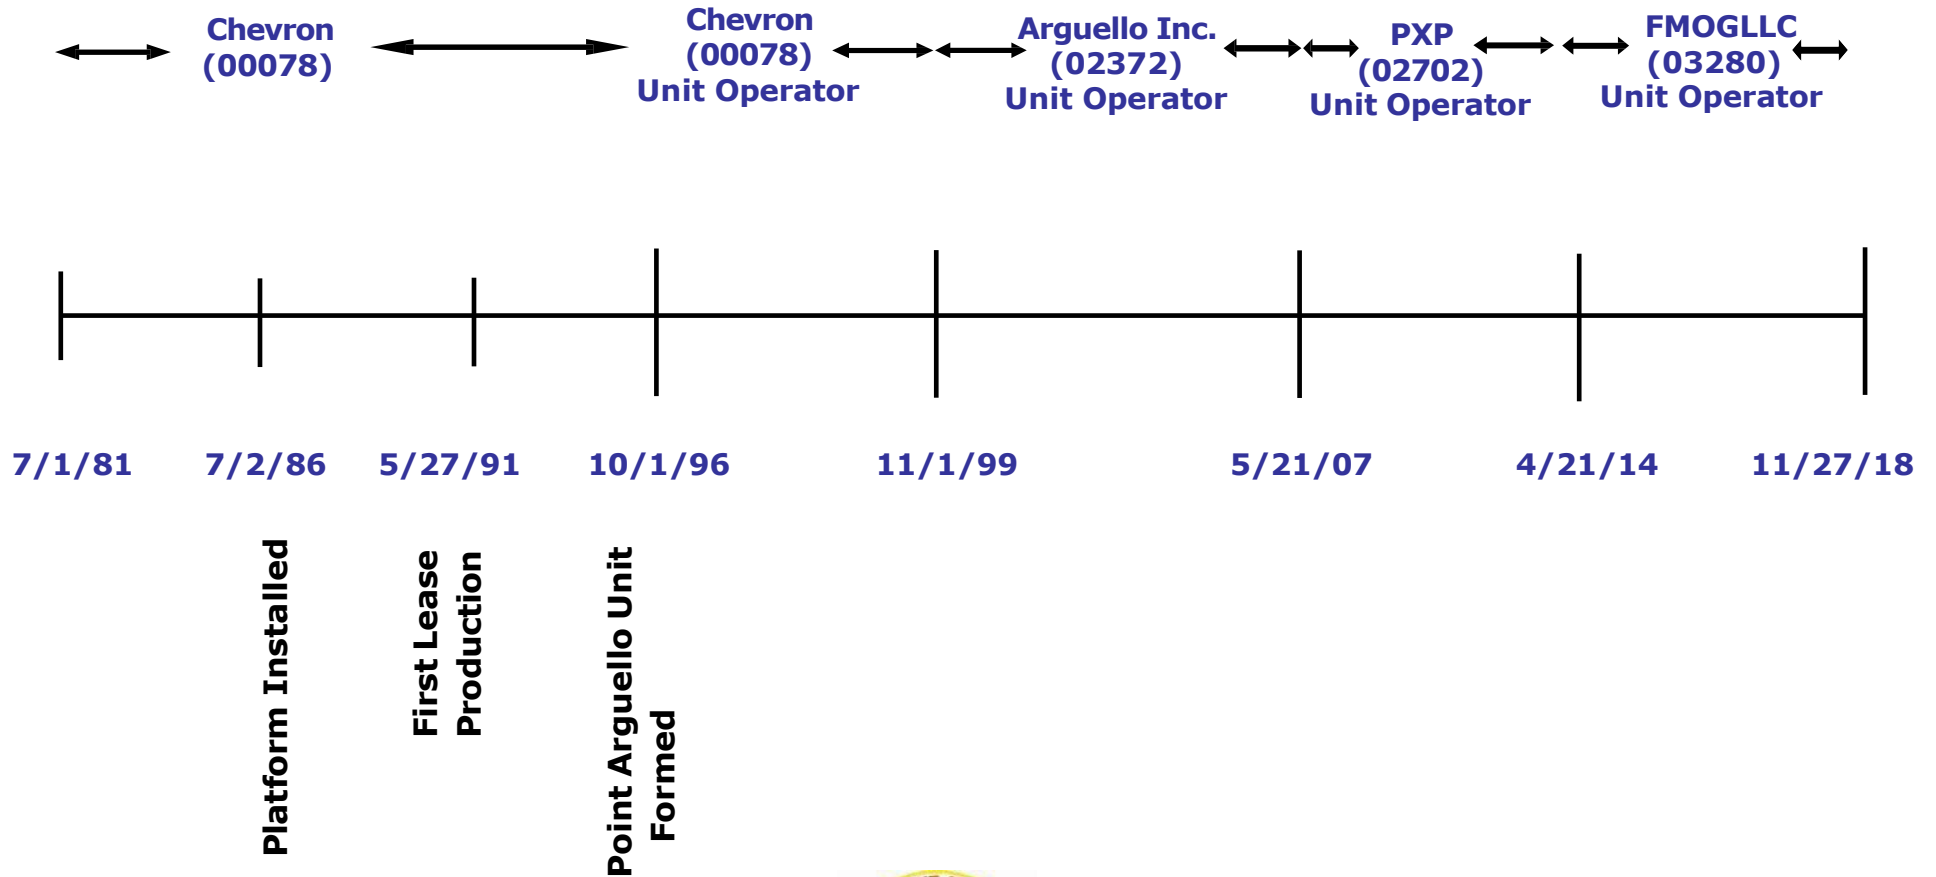 Chevron
(00078)
Chevron
(00078)
Unit Operator
Arguello Inc.
(02372)
Unit Operator
PXP
(02702)
Unit Operator
FMOGLLC
(03280)
Unit Operator
7/1/81
7/2/86
5/27/91
10/1/96
11/1/99
5/21/07
4/21/14
11/27/18
Platform Installed
First Lease
Production
Point Arguello Unit
Formed